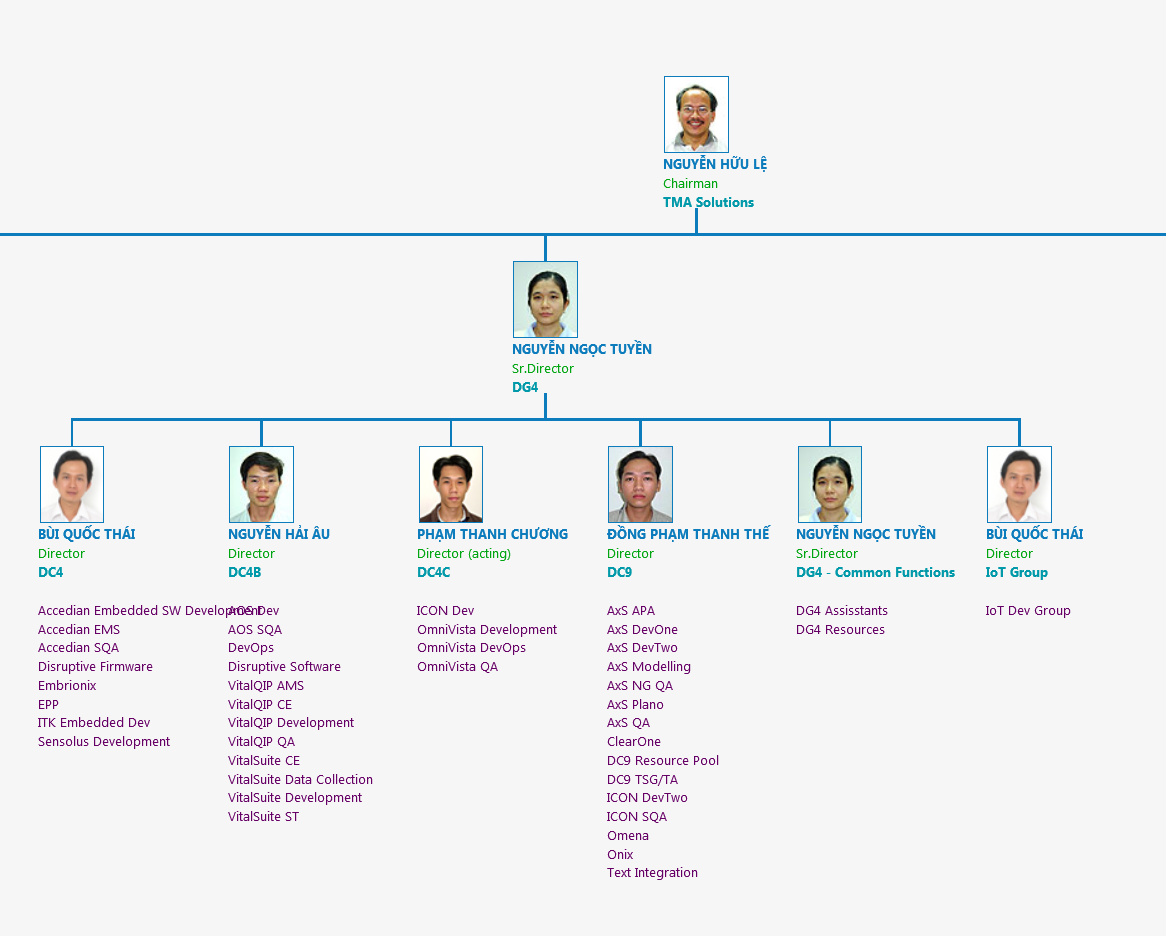 NGUYỄN HỮU LỆ
Chairman
TMA Solutions
NGUYỄN NGỌC TUYỀN
Sr.Director
DG4
BÙI QUỐC THÁI
Director
DC4
Accedian Embedded SW Development
Accedian EMS
Accedian SQA
Disruptive Firmware
Embrionix
EPP
ITK Embedded Dev
Sensolus Development
NGUYỄN HẢI ÂU
Director
DC4B
AOS Dev
AOS SQA
DevOps
Disruptive Software
VitalQIP AMS
VitalQIP CE
VitalQIP Development
VitalQIP QA
VitalSuite CE
VitalSuite Data Collection
VitalSuite Development
VitalSuite ST
PHẠM THANH CHƯƠNG
Director (acting)
DC4C
ICON Dev
OmniVista Development
OmniVista DevOps
OmniVista QA
ĐỒNG PHẠM THANH THẾ
Director
DC9
AxS APA
AxS DevOne
AxS DevTwo
AxS Modelling
AxS NG QA
AxS Plano
AxS QA
ClearOne
DC9 Resource Pool
DC9 TSG/TA
ICON DevTwo
ICON SQA
Omena
Onix
Text Integration
NGUYỄN NGỌC TUYỀN
Sr.Director
DG4 - Common Functions
DG4 Assisstants
DG4 Resources
BÙI QUỐC THÁI
Director
IoT Group
IoT Dev Group